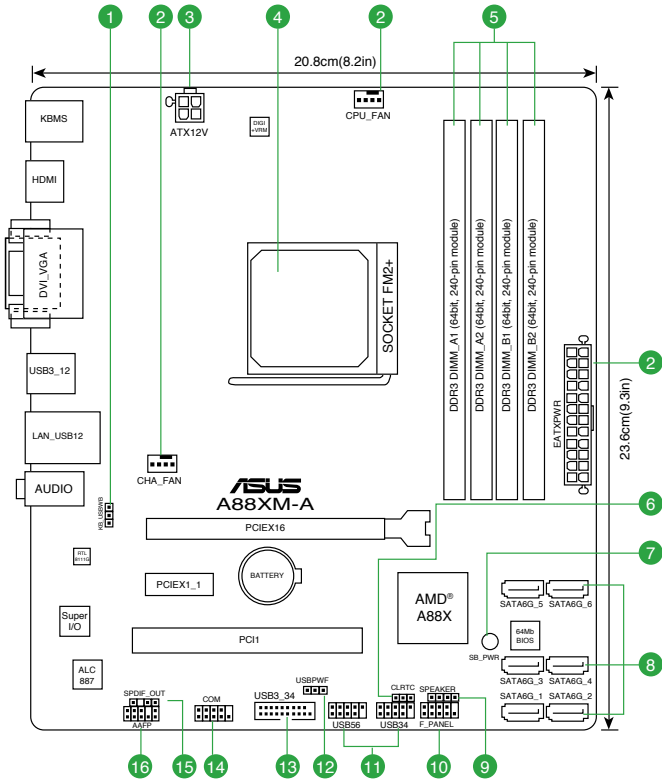 1 2 3 4 2 5
20.8cm(8.2in)
KBMS
ATX12V
DIGI
+VRM
CPU_FAN
HDMI
DVI_VGA
SOCKET FM2+
DDR3 DIMM_A1 (64bit, 240-pin module)
DDR3 DIMM_A2 (64bit, 240-pin module)
DDR3 DIMM_B1 (64bit, 240-pin module)
DDR3 DIMM_B2 (64bit, 240-pin module)
USB3_12
EATXPWR
2
23.6cm(9.3in)
LAN_USB12
CHA_FAN
AUDIO
KB_USBWB
ASUS
A88XM-A
6
PCIEX16
7
RTL
8111G
PCIEX1_1
BATTERY
AMD®
A88X
SATA6G_5 SATA6G_6
Super
I/O
PCI1
SB_PWR
64Mb
BIOS
8
ALC
887
SATA6G_3 SATA6G_4
SPDIF_OUT
COM
USB3_34
USBPWF
CLRTC
SPEAKER
SATA6G_1 SATA6G_2
AAFP
USB56
USB34
F_PANEL
16 15 14 13 12 11 10 9